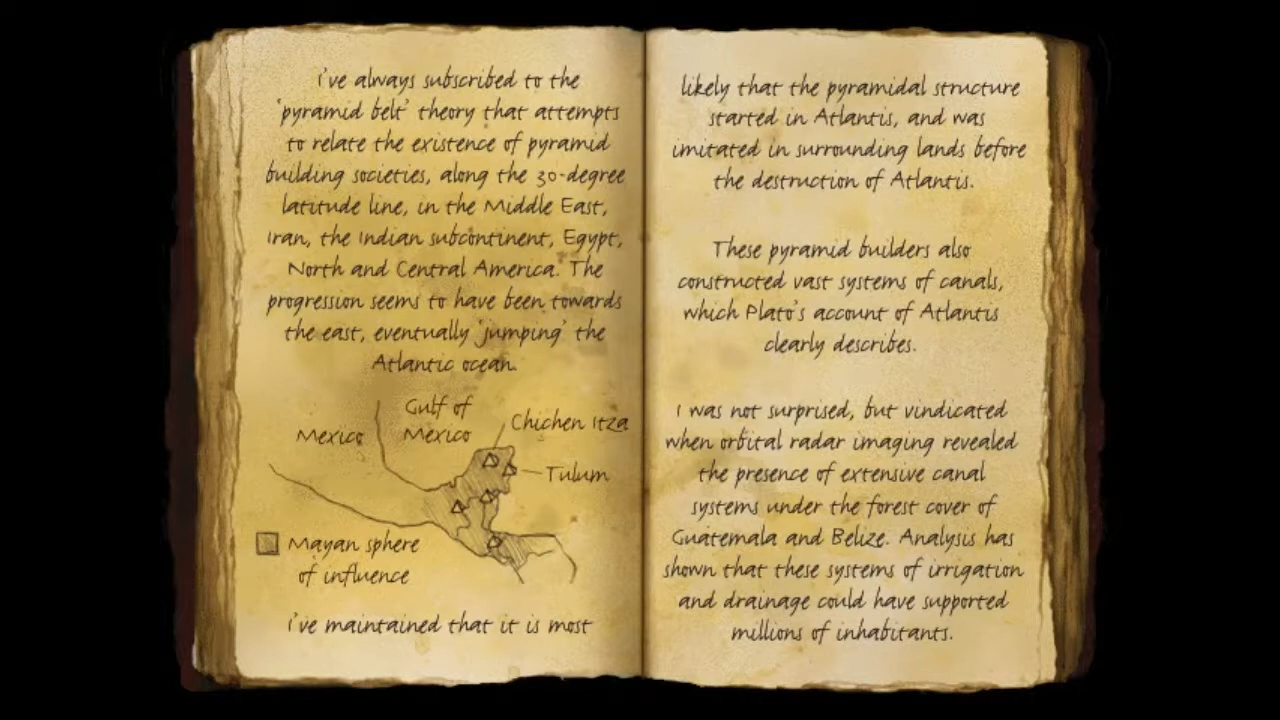 I've always subscribed to the
'pyramid belt' theory that attempts
to relate the existence of pyramid
building societies, along the 30-degree
latitude line, in the Middle East,
Iran, the Indian subcontinent, Egypt,
North and Central America. The
progression seems to have been towards
the east, eventually 'jumping' the
Atlantic ocean.
Gulf of
Mexico
Mexico
Chichen Itza
Tulum
Mayan sphere
of influence
I've maintained that it is most
likely that the pyramidal structure
started in Atlantis, and was
imitated in surrounding lands before
the destruction of Atlantis.
These pyramid builders also
constructed vast systems of canals,
which Plato's account of Atlantis
clearly describes.
I was not surprised, but vindicated
when orbital radar imaging revealed
the presence of extensive canal
systems under the forest cover of
Guatemala and Belize. Analysis has
shown that these systems of irrigation
and drainage could have supported
millions of inhabitants.